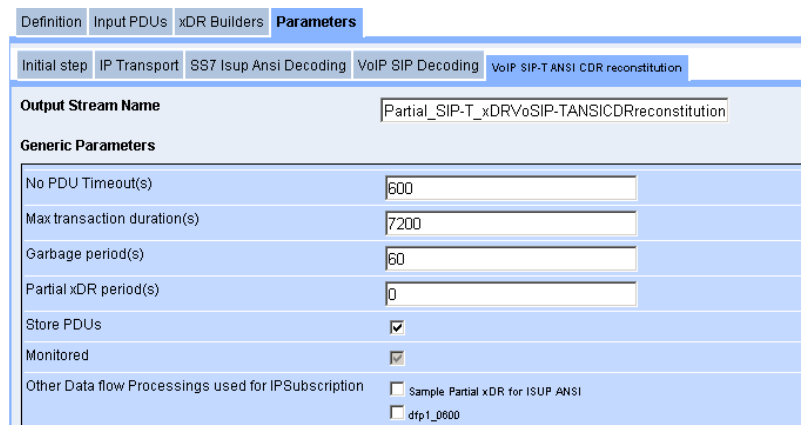 Definition Input PDUs xDR Builders Parameters
Initial step IP Transport SS7 Isup Ansi Decoding VoIP SIP Decoding VoIP SIP-T ANSI CDR reconstitution
Output Stream Name Partial_SIP-T_xDRVoSIP-TANSICDRreconstitution
Generic Parameters
No PDU Timeout(s) 600
Max transaction duration(s) 7200
Garbage period(s) 60
Partial xDR period(s) 0
Store PDUs
Monitored
Other Data flow Processings used for IPSubscription Sample Partial xDR for ISUP ANSI
dfp1_0600